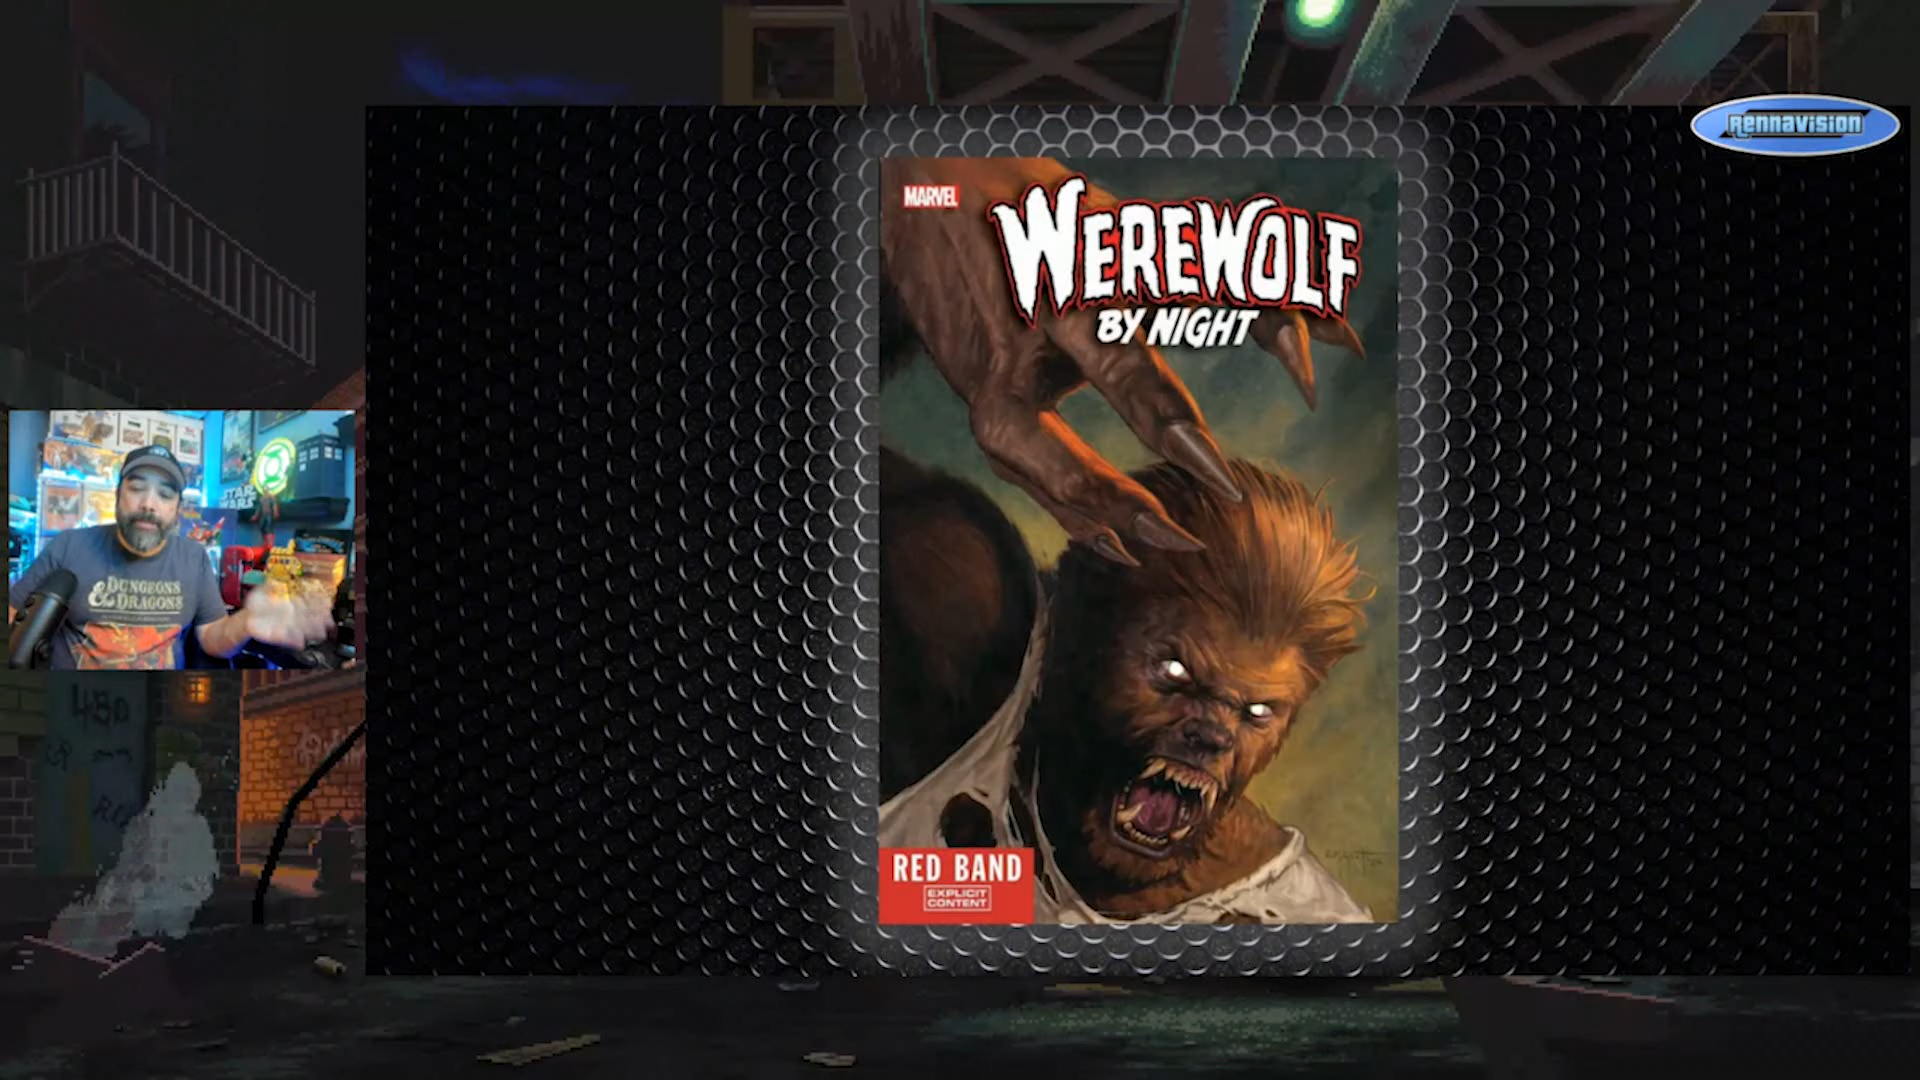 Rennavision
MARVEL
WEREWOLF
BY NIGHT
STAR
WARS
DUNGEONS
& DRAGONS
RED BAND
EXPLICIT
CONTENT